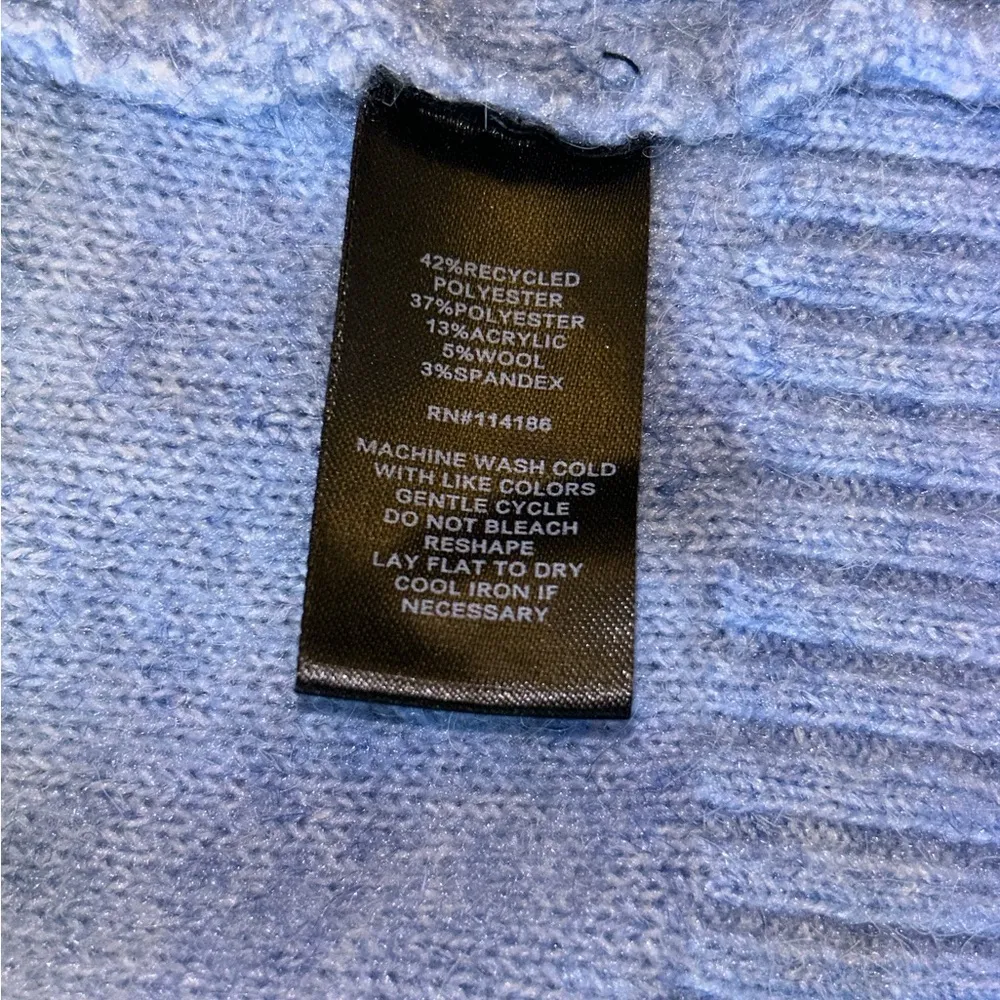 42%RECYCLED
POLYESTER
37%POLYESTER
13%ACRYLIC
5%WOOL
3%SPANDEX
RN#114186
MACHINE WASH COLD
WITH LIKE COLORS
GENTLE CYCLE
DO NOT BLEACH
RESHAPE
LAY FLAT TO DRY
COOL IRON IF
NECESSARY